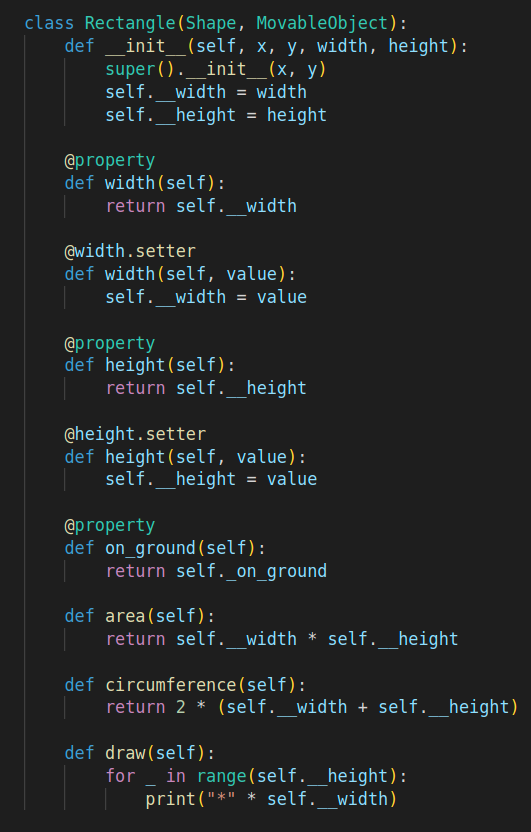 class Rectangle(Shape, MovableObject):
    def __init__(self, x, y, width, height):
        super().__init__(x, y)
        self.__width = width
        self.__height = height

    @property
    def width(self):
        return self.__width

    @width.setter
    def width(self, value):
        self.__width = value

    @property
    def height(self):
        return self.__height

    @height.setter
    def height(self, value):
        self.__height = value

    @property
    def on_ground(self):
        return self._on_ground

    def area(self):
        return self.__width * self.__height

    def circumference(self):
        return 2 * (self.__width + self.__height)

    def draw(self):
        for _ in range(self.__height):
            print("*" * self.__width)